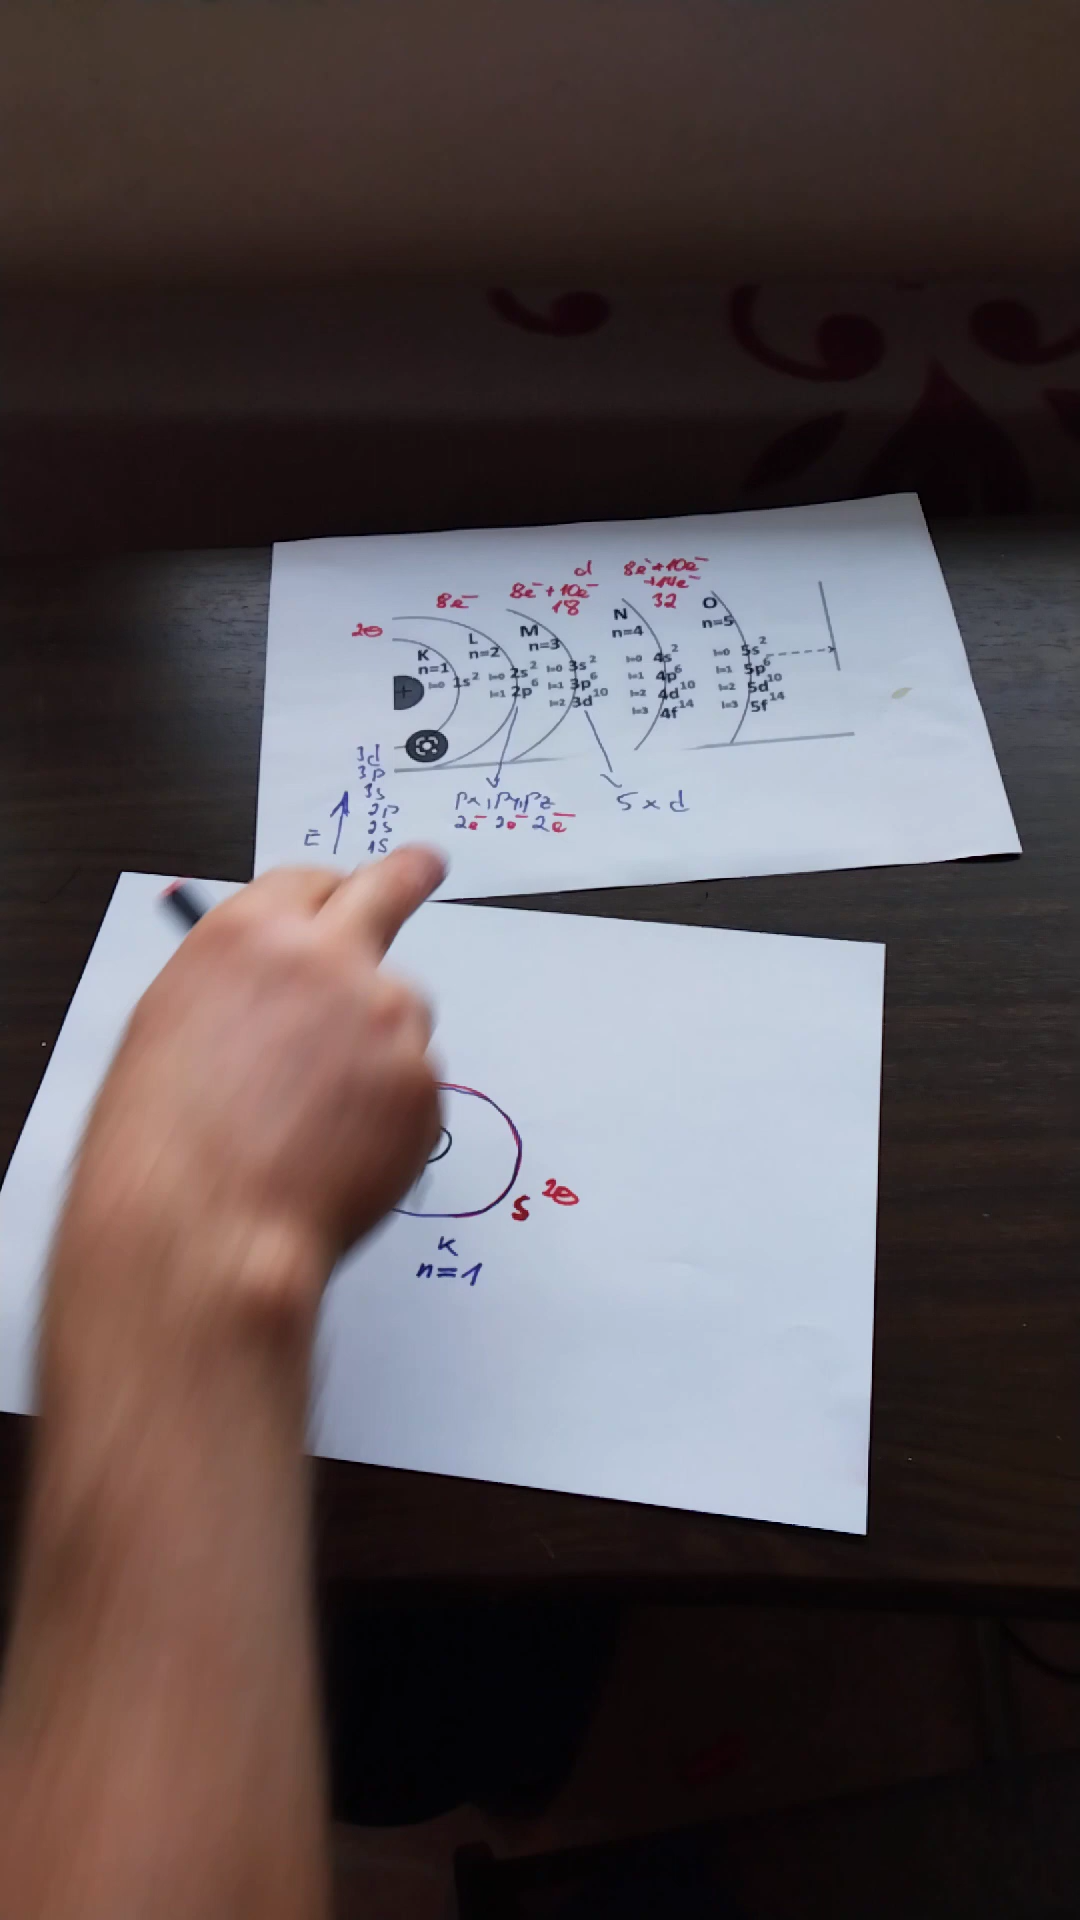 d
8e⁻ 8e⁻+10e⁻ 8e⁻+10e⁻
+14e⁻
18 32
2⊖
K
n=1
l=0 1s²
L
n=2
l=0 2s²
l=1 2p⁶
M
n=3
l=0 3s²
l=1 3p⁶
l=2 3d¹⁰
N
n=4
l=0 4s²
l=1 4p⁶
l=2 4d¹⁰
l=3 4f¹⁴
O
n=5
l=0 5s²
l=1 5p⁶
l=2 5d¹⁰
l=3 5f¹⁴
+
3d
3p
3s
2p
2s
1s
E
px, py, pz
2e⁻ 2e⁻ 2e⁻
5 x d
S 2⊖
K
n=1